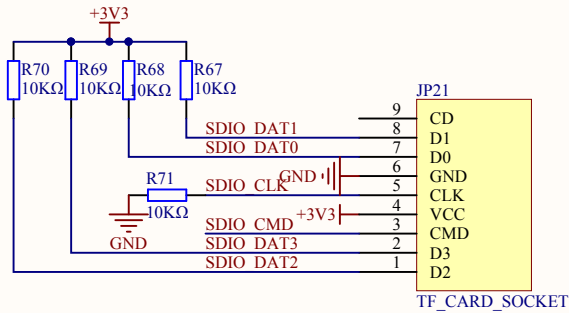 +3V3
R70
10KΩ
R69
10KΩ
R68
10KΩ
R67
10KΩ
JP21
9 CD
SDIO_DAT1 8 D1
SDIO_DAT0 7 D0
GND 6 GND
R71
10KΩ
SDIO_CLK 5 CLK
+3V3 4 VCC
SDIO_CMD 3 CMD
GND
SDIO_DAT3 2 D3
SDIO_DAT2 1 D2
TF_CARD_SOCKET